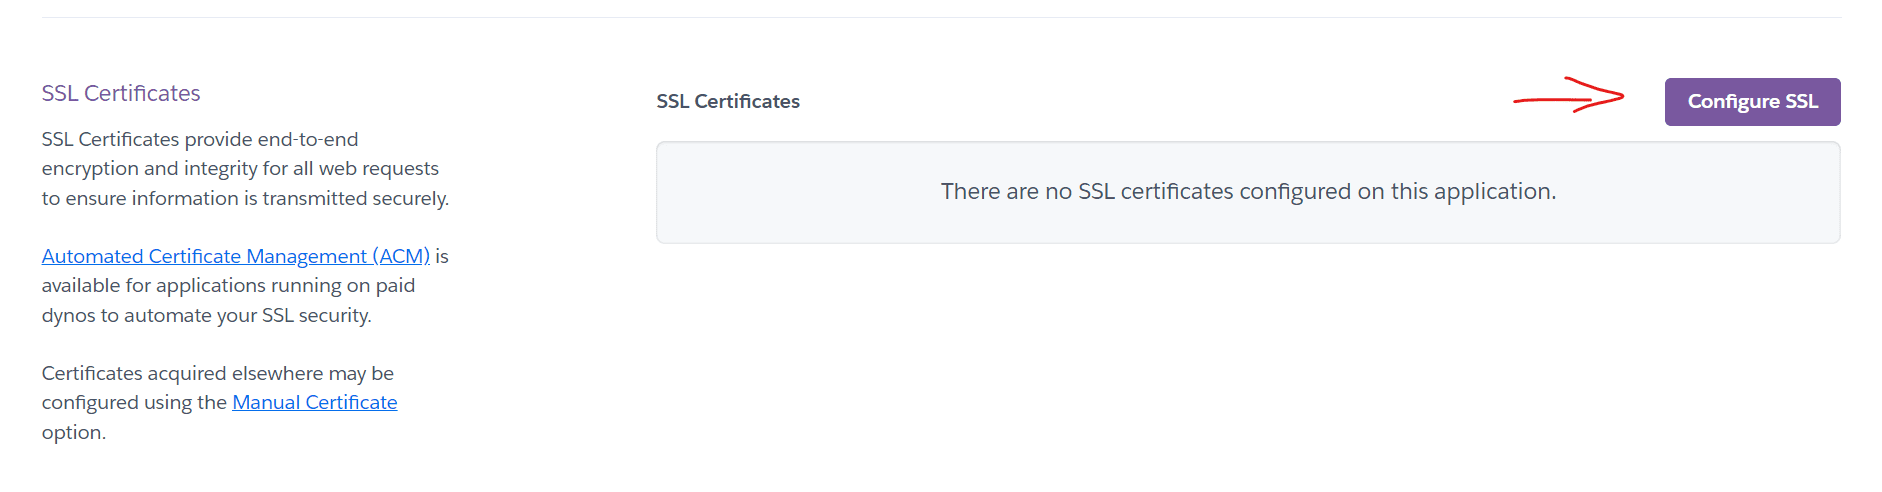 SSL Certificates
SSL Certificates provide end-to-end
encryption and integrity for all web requests
to ensure information is transmitted securely.
Automated Certificate Management (ACM) is
available for applications running on paid
dynos to automate your SSL security.
Certificates acquired elsewhere may be
configured using the Manual Certificate
option.
SSL Certificates
Configure SSL
There are no SSL certificates configured on this application.